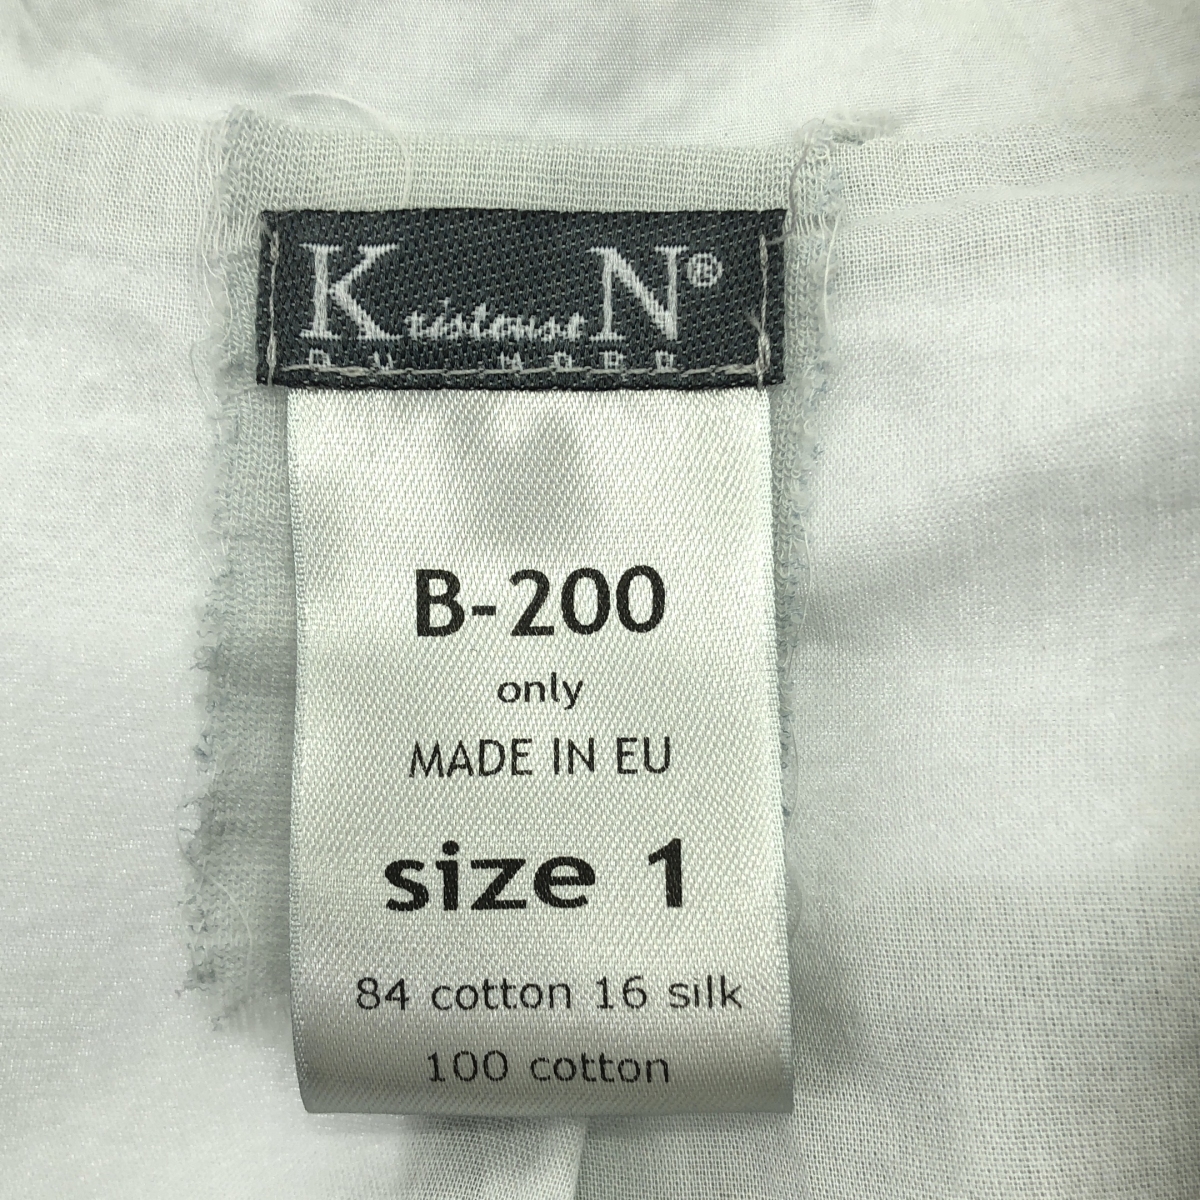 KristensenN®
B-200
only
MADE IN EU
size 1
84 cotton 16 silk
100 cotton